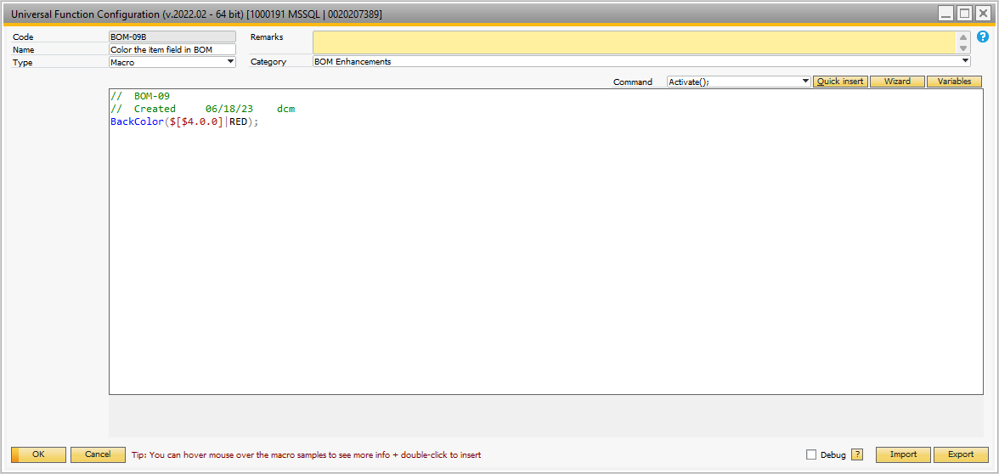 Universal Function Configuration (v.2022.02 - 64 bit) [1000191 MSSQL | 0020207389]
Code BOM-09B Remarks ?
Name Color the item field in BOM
Type Macro Category BOM Enhancements
Command Activate(); Quick insert Wizard Variables
// BOM-09
// Created 06/18/23 dcm
BackColor($[$4.0.0]|RED);
OK Cancel Tip: You can hover mouse over the macro samples to see more info + double-click to insert Debug ? Import Export